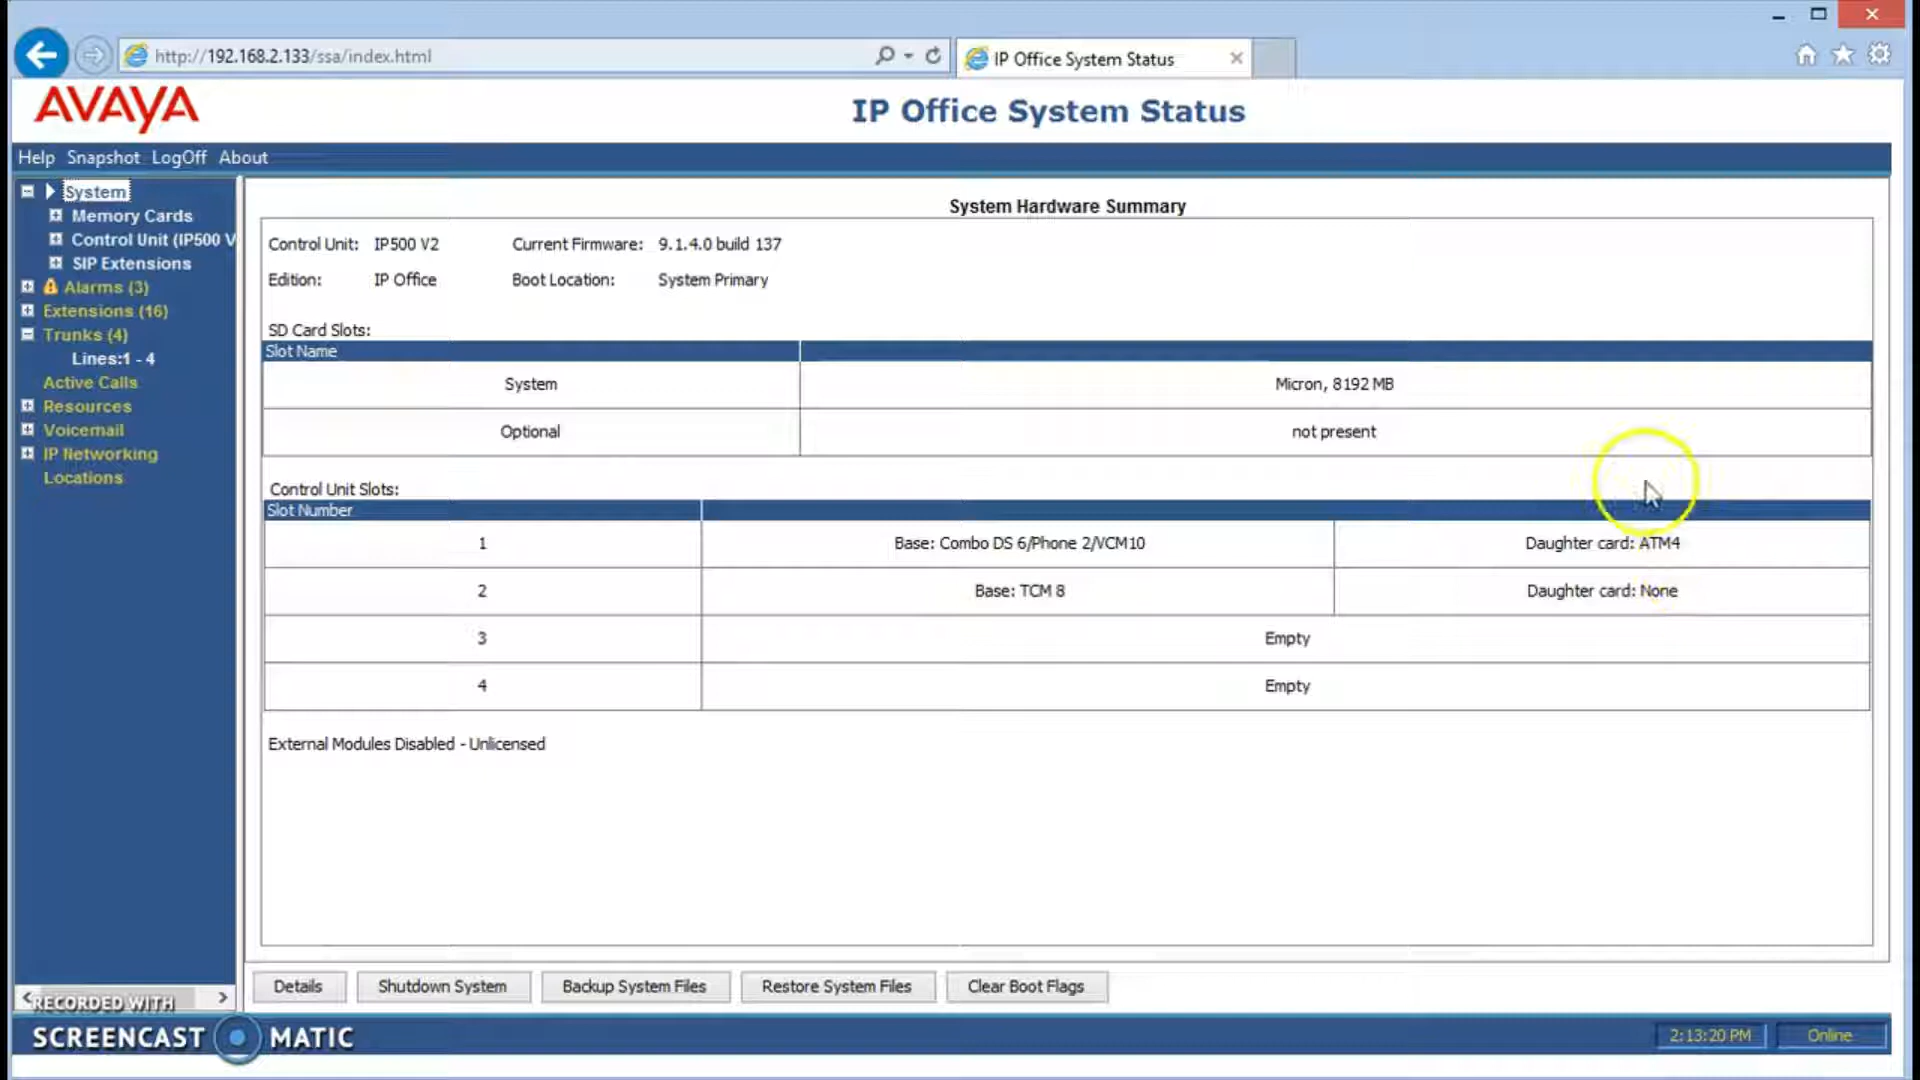 http://192.168.2.133/ssa/index.html
IP Office System Status
AVAYA
IP Office System Status
Help Snapshot LogOff About
System
Memory Cards
Control Unit (IP500 V
SIP Extensions
Alarms (3)
Extensions (16)
Trunks (4)
Lines:1 - 4
Active Calls
Resources
Voicemail
IP Networking
Locations
System Hardware Summary
Control Unit: IP500 V2 Current Firmware: 9.1.4.0 build 137
Edition: IP Office Boot Location: System Primary
SD Card Slots:
Slot Name
System Micron, 8192 MB
Optional not present
Control Unit Slots:
Slot Number
1 Base: Combo DS 6/Phone 2/VCM10 Daughter card: ATM4
2 Base: TCM 8 Daughter card: None
3 Empty
4 Empty
External Modules Disabled - Unlicensed
Details Shutdown System Backup System Files Restore System Files Clear Boot Flags
RECORDED WITH
SCREENCAST MATIC
2:13:20 PM Online